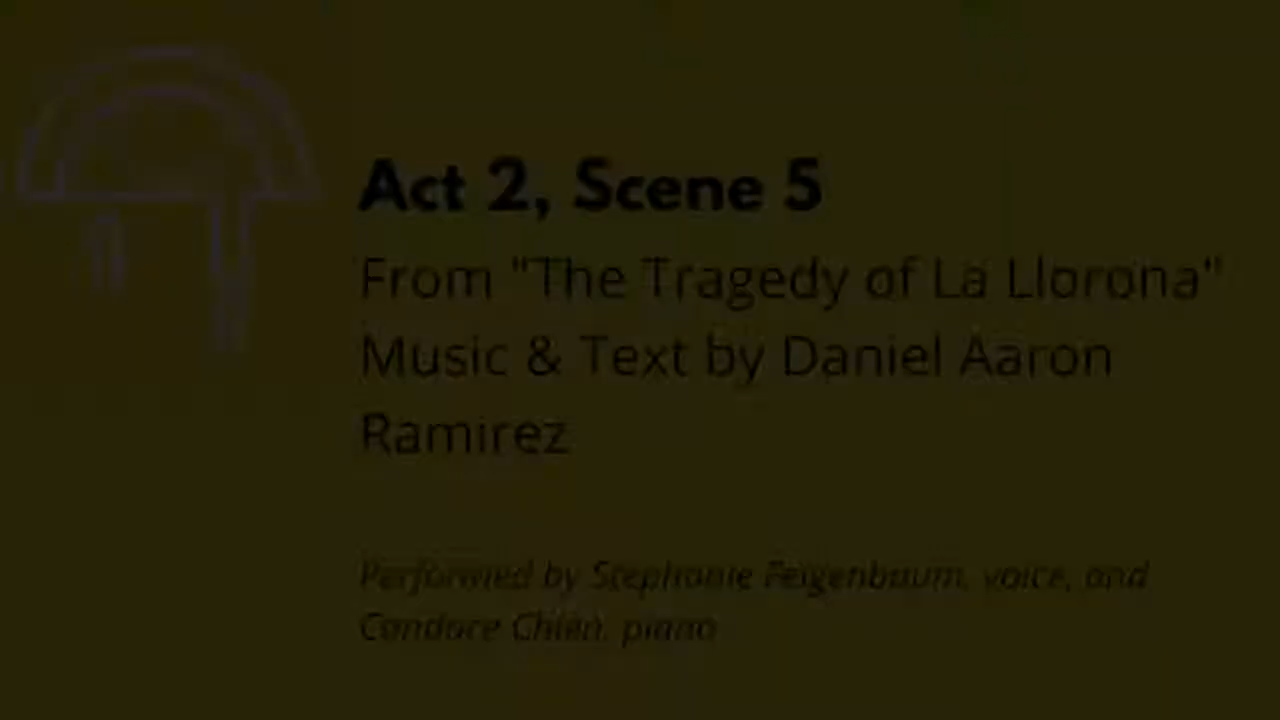 Act 2, Scene 5
From "The Tragedy of La Llorona"
Music & Text by Daniel Aaron
Ramirez
Performed by Stephanie Feigenbaum, voice, and
Candace Chien, piano